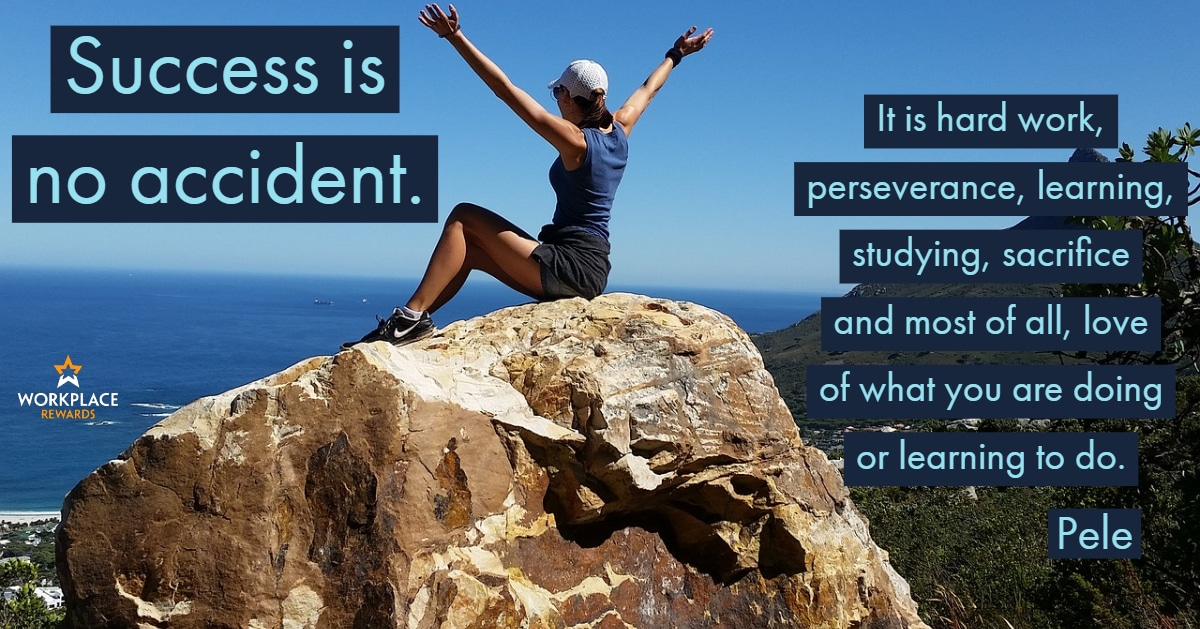 Success is
no accident.
It is hard work,
perseverance, learning,
studying, sacrifice
and most of all, love
of what you are doing
or learning to do.
Pele
WORKPLACE
REWARDS